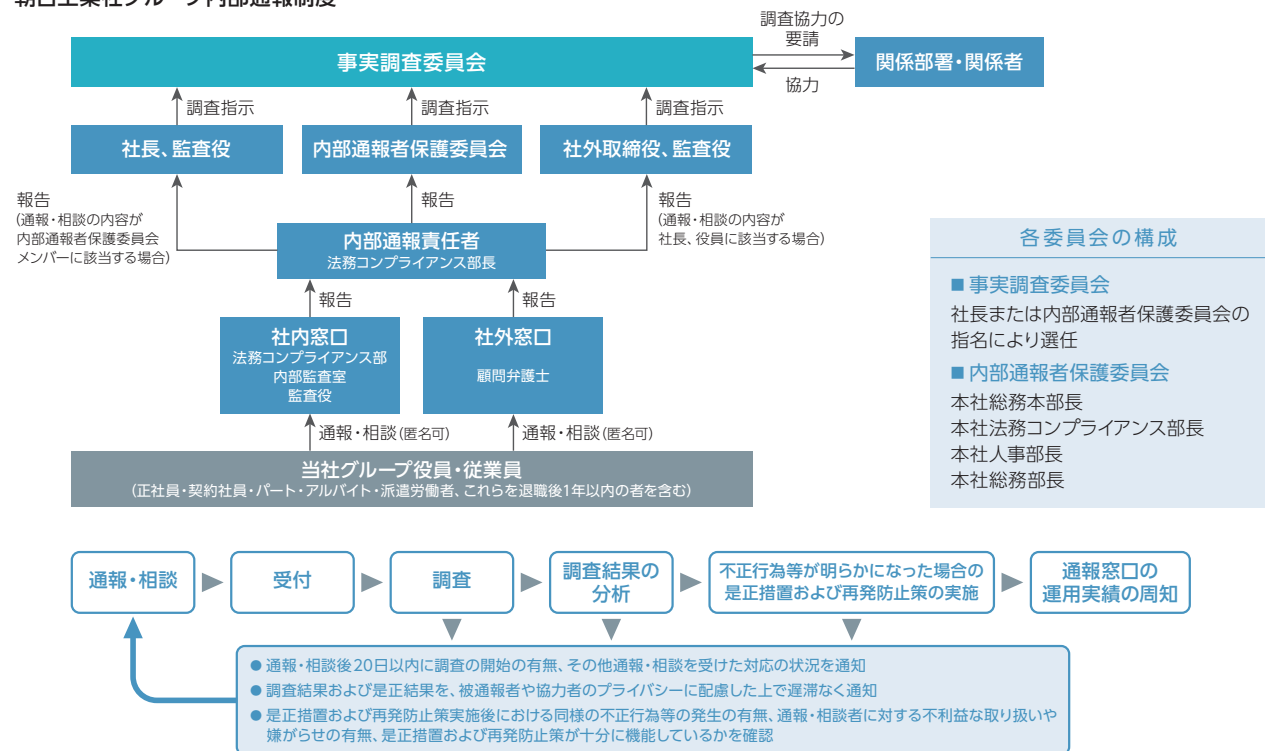 朝日工業社グループ内部通報制度
調査協力の
要請
事実調査委員会
関係部署・関係者
協力
調査指示
調査指示
調査指示
社長、監査役
内部通報者保護委員会
社外取締役、監査役
報告
(通報・相談の内容が
内部通報者保護委員会
メンバーに該当する場合)
報告
報告
(通報・相談の内容が
社長、役員に該当する場合)
内部通報責任者
法務コンプライアンス部長
報告
報告
社内窓口
法務コンプライアンス部
内部監査室
監査役
社外窓口
顧問弁護士
通報・相談(匿名可)
通報・相談(匿名可)
当社グループ役員・従業員
(正社員・契約社員・パート・アルバイト・派遣労働者、これらを退職後1年以内の者を含む)
各委員会の構成
■事実調査委員会
社長または内部通報者保護委員会の
指名により選任
■内部通報者保護委員会
本社総務本部長
本社法務コンプライアンス部長
本社人事部長
本社総務部長
通報・相談
受付
調査
調査結果の
分析
不正行為等が明らかになった場合の
是正措置および再発防止策の実施
通報窓口の
運用実績の周知
●通報・相談後20日以内に調査の開始の有無、その他通報・相談を受けた対応の状況を通知
●調査結果および是正結果を、被通報者や協力者のプライバシーに配慮した上で遅滞なく通知
●是正措置および再発防止策実施後における同様の不正行為等の発生の有無、通報・相談者に対する不利益な取り扱いや
嫌がらせの有無、是正措置および再発防止策が十分に機能しているかを確認